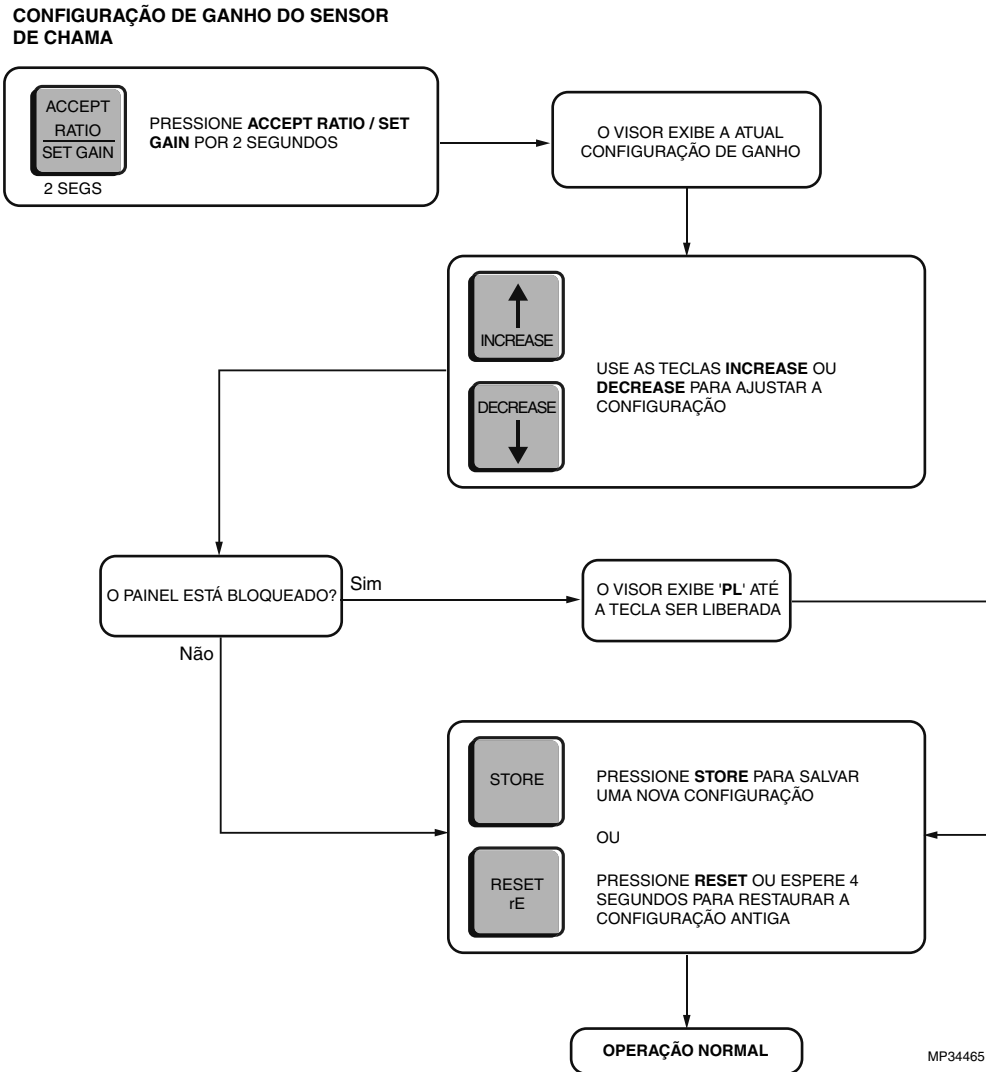 CONFIGURAÇÃO DE GANHO DO SENSOR
DE CHAMA
ACCEPT
RATIO
SET GAIN
2 SEGS
PRESSIONE ACCEPT RATIO / SET
GAIN POR 2 SEGUNDOS
O VISOR EXIBE A ATUAL
CONFIGURAÇÃO DE GANHO
INCREASE
DECREASE
USE AS TECLAS INCREASE OU
DECREASE PARA AJUSTAR A
CONFIGURAÇÃO
O PAINEL ESTÁ BLOQUEADO?
Sim
Não
O VISOR EXIBE 'PL' ATÉ
A TECLA SER LIBERADA
STORE
PRESSIONE STORE PARA SALVAR
UMA NOVA CONFIGURAÇÃO
OU
RESET
rE
PRESSIONE RESET OU ESPERE 4
SEGUNDOS PARA RESTAURAR A
CONFIGURAÇÃO ANTIGA
OPERAÇÃO NORMAL
MP34465